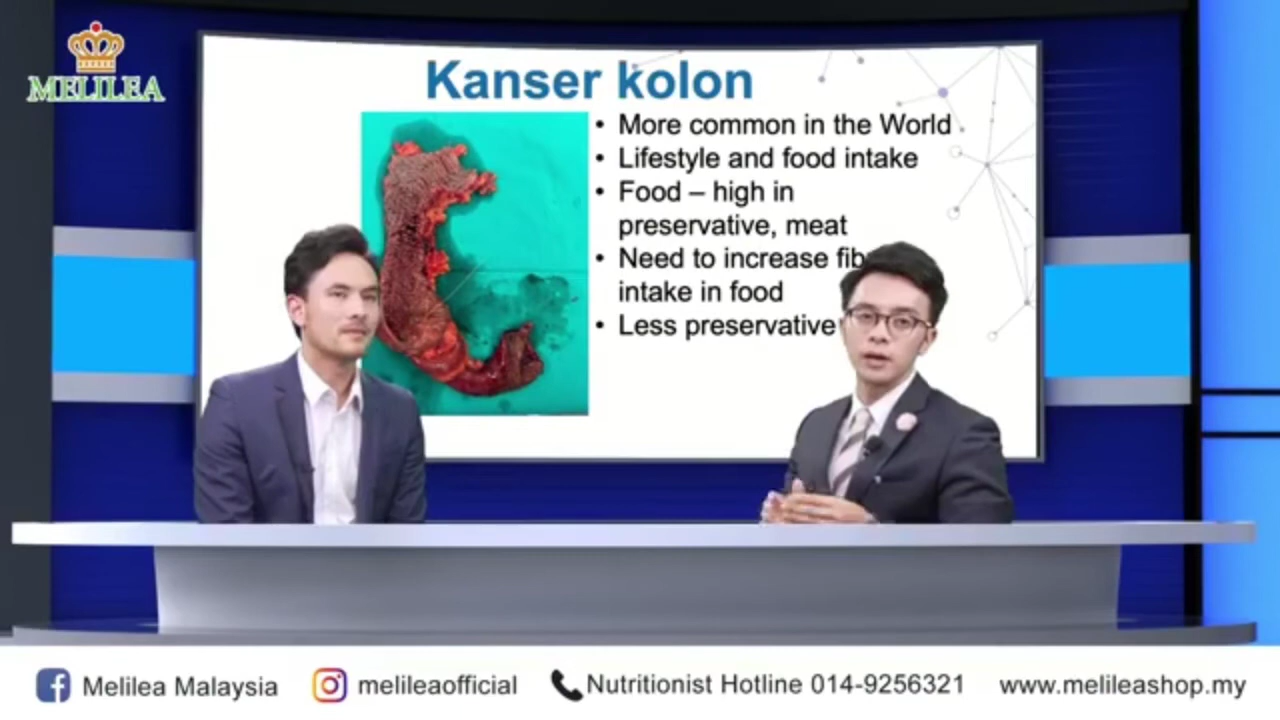 MELILEA
Kanser kolon
• More common in the World
• Lifestyle and food intake
• Food – high in
preservative, meat
• Need to increase
intake in food
• Less preservative
Melilea Malaysia
melileaofficial
Nutritionist Hotline 014-9256321
www.melileashop.my